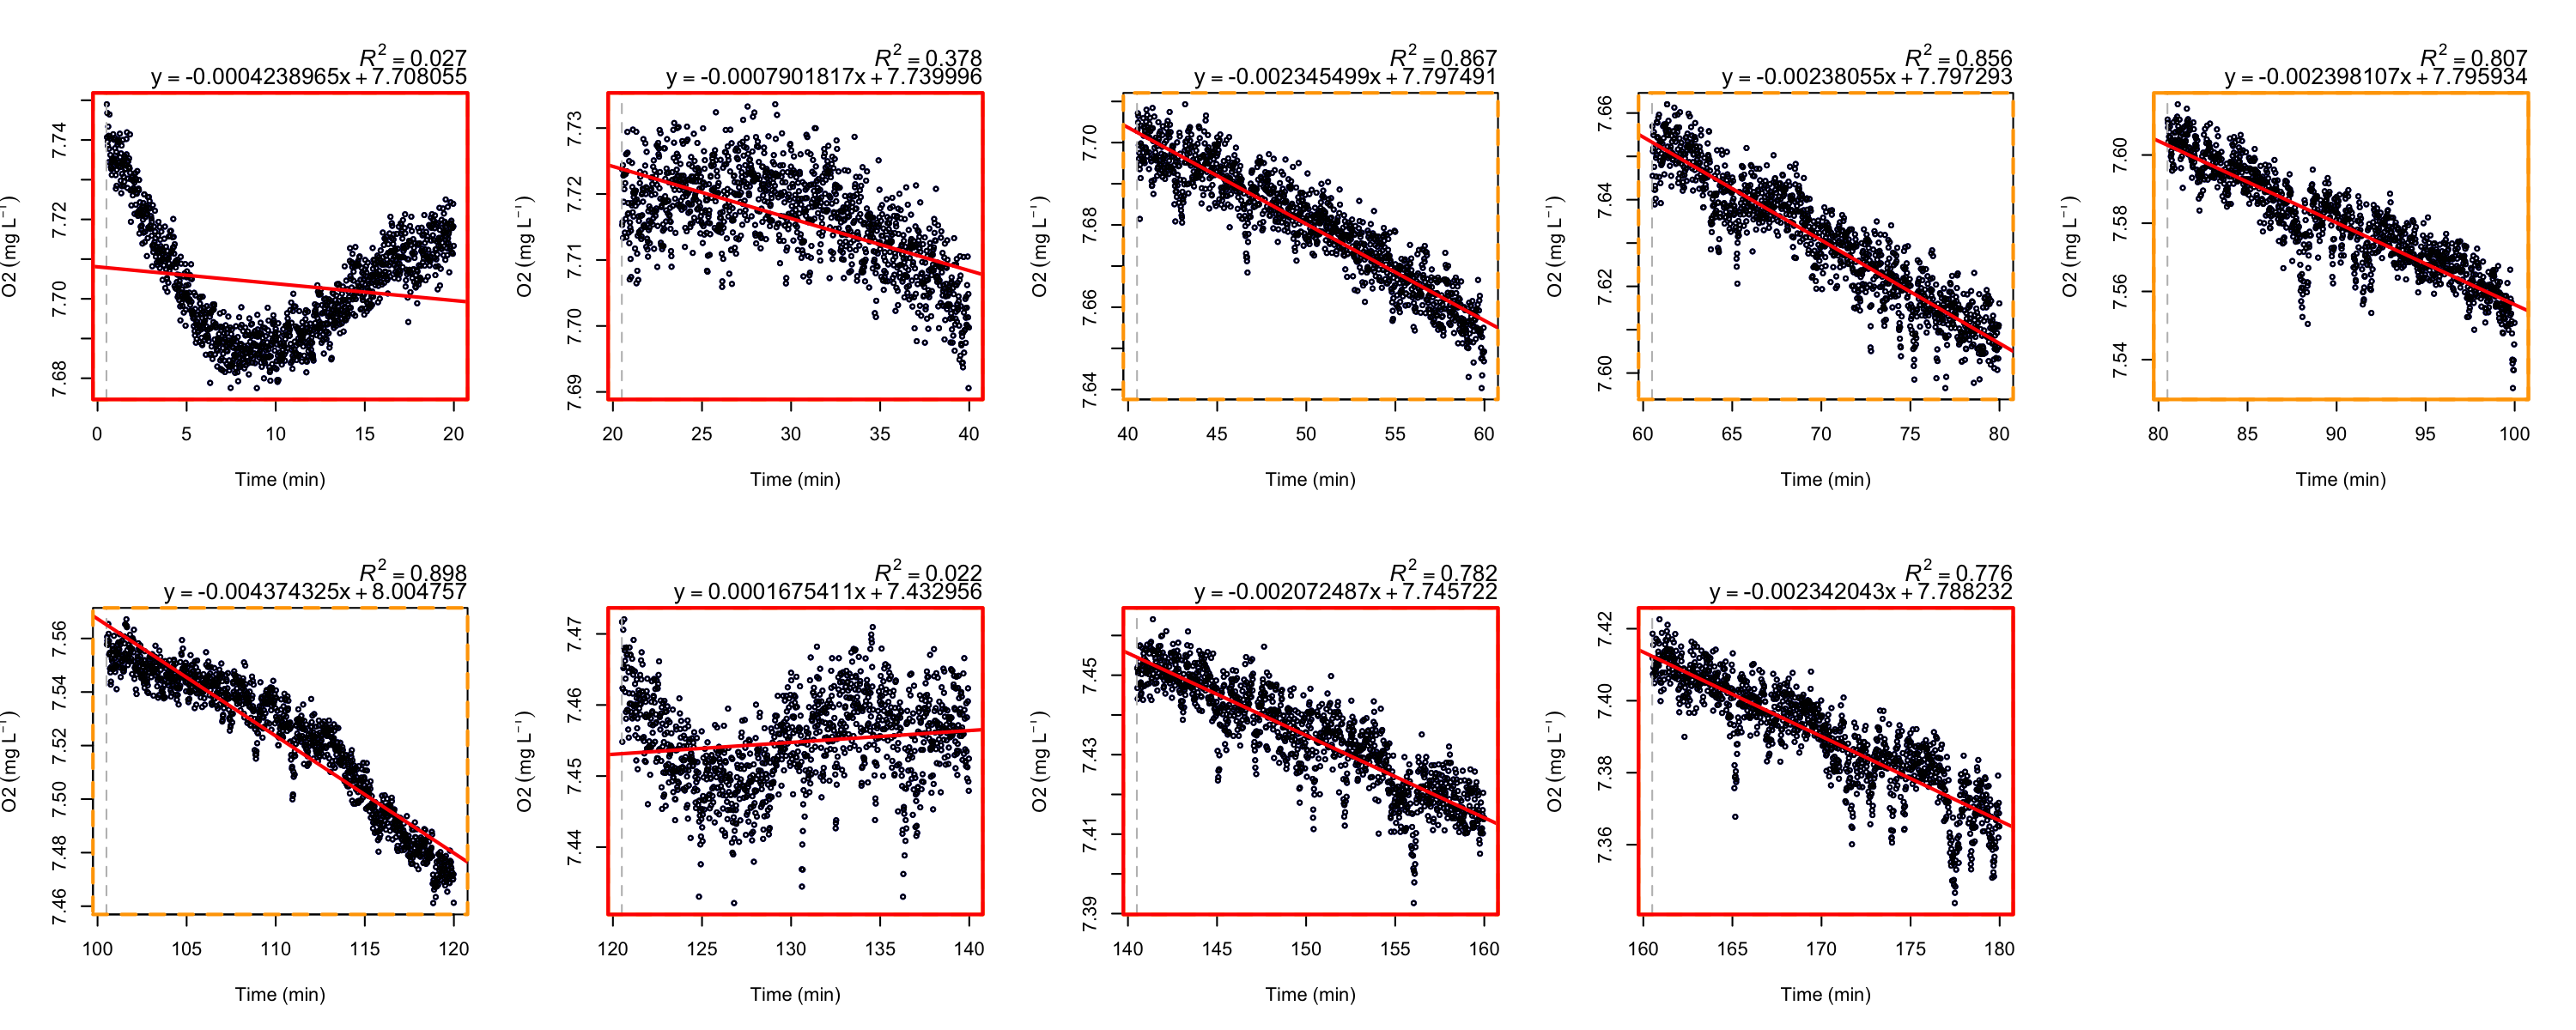 R² = 0.027
y = -0.0004238965x + 7.708055
O2 (mg L⁻¹)
7.74
7.72
7.70
7.68
0 5 10 15 20
Time (min)
R² = 0.378
y = -0.0007901817x + 7.739996
O2 (mg L⁻¹)
7.73
7.72
7.71
7.70
7.69
20 25 30 35 40
Time (min)
R² = 0.867
y = -0.002345499x + 7.797491
O2 (mg L⁻¹)
7.70
7.68
7.66
7.64
40 45 50 55 60
Time (min)
R² = 0.856
y = -0.00238055x + 7.797293
O2 (mg L⁻¹)
7.66
7.64
7.62
7.60
60 65 70 75 80
Time (min)
R² = 0.807
y = -0.002398107x + 7.795934
O2 (mg L⁻¹)
7.60
7.58
7.56
7.54
80 85 90 95 100
Time (min)
R² = 0.898
y = -0.004374325x + 8.004757
O2 (mg L⁻¹)
7.56
7.54
7.52
7.50
7.48
7.46
100 105 110 115 120
Time (min)
R² = 0.022
y = 0.0001675411x + 7.432956
O2 (mg L⁻¹)
7.47
7.46
7.45
7.44
120 125 130 135 140
Time (min)
R² = 0.782
y = -0.002072487x + 7.745722
O2 (mg L⁻¹)
7.45
7.43
7.41
7.39
140 145 150 155 160
Time (min)
R² = 0.776
y = -0.002342043x + 7.788232
O2 (mg L⁻¹)
7.42
7.40
7.38
7.36
160 165 170 175 180
Time (min)